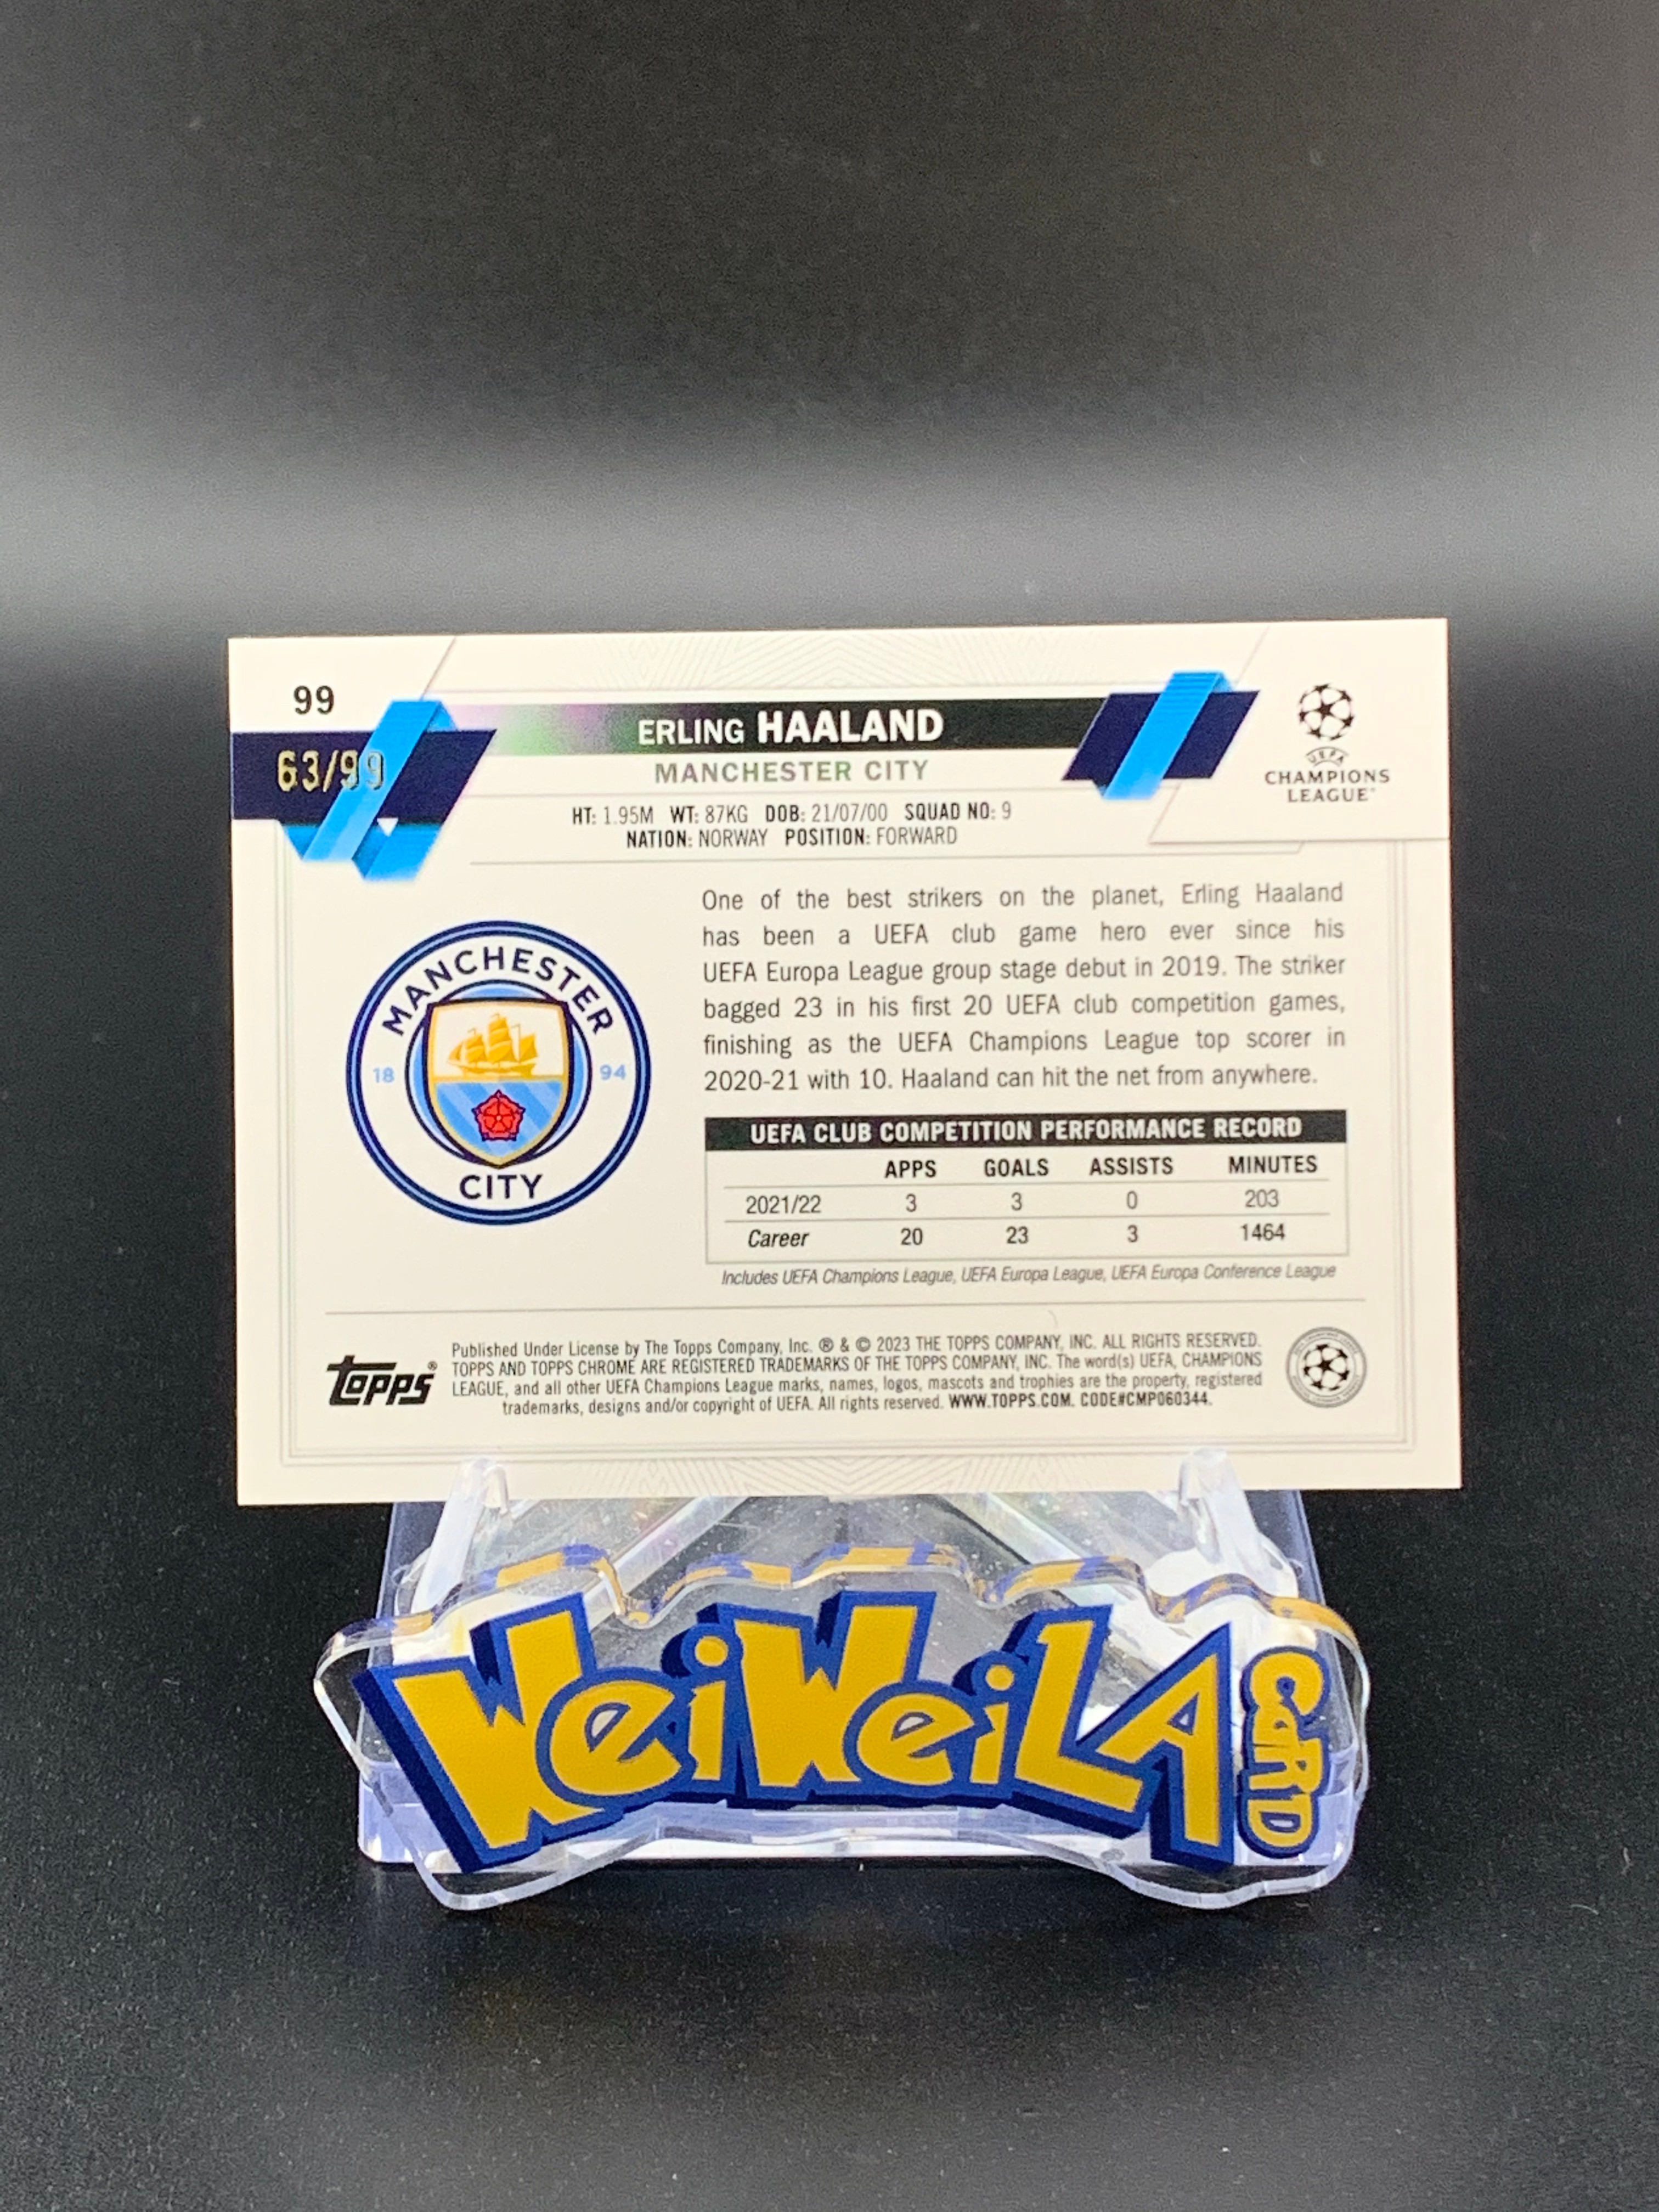 99
63/99
ERLING HAALAND
MANCHESTER CITY
HT: 1.95M WT: 87KG DOB: 21/07/00 SQUAD NO: 9
NATION: NORWAY POSITION: FORWARD
UEFA
CHAMPIONS
LEAGUE
MANCHESTER
18 94
CITY
One of the best strikers on the planet, Erling Haaland
has been a UEFA club game hero ever since his
UEFA Europa League group stage debut in 2019. The striker
bagged 23 in his first 20 UEFA club competition games,
finishing as the UEFA Champions League top scorer in
2020-21 with 10. Haaland can hit the net from anywhere.
UEFA CLUB COMPETITION PERFORMANCE RECORD
APPS GOALS ASSISTS MINUTES
2021/22 3 3 0 203
Career 20 23 3 1464
Includes UEFA Champions League, UEFA Europa League, UEFA Europa Conference League
topps®
Published Under License by The Topps Company, Inc. ® & © 2023 THE TOPPS COMPANY, INC. ALL RIGHTS RESERVED.
TOPPS AND TOPPS CHROME ARE REGISTERED TRADEMARKS OF THE TOPPS COMPANY, INC. The word(s) UEFA, CHAMPIONS
LEAGUE, and all other UEFA Champions League marks, names, logos, mascots and trophies are the property, registered
trademarks, designs and/or copyright of UEFA. All rights reserved. WWW.TOPPS.COM. CODE#CMP060344.
WeiWeiLA
CaRD